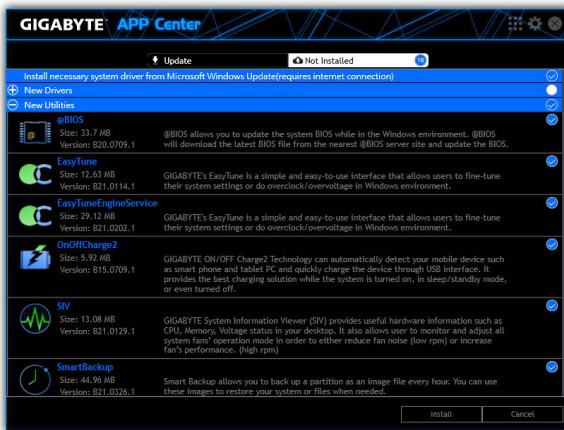 GIGABYTE APP Center
Update
Not Installed
18
Install necessary system driver from Microsoft Windows Update(requires internet connection)
New Drivers
New Utilities
@BIOS
Size: 33.7 MB
Version: B20.0709.1
@BIOS allows you to update the system BIOS while in the Windows environment. @BIOS
will download the latest BIOS file from the nearest @BIOS server site and update the BIOS.
EasyTune
Size: 12.63 MB
Version: B21.0114.1
GIGABYTE's EasyTune is a simple and easy-to-use interface that allows users to fine-tune
their system settings or do overclock/overvoltage in Windows environment.
EasyTuneEngineService
Size: 29.12 MB
Version: B21.0202.1
GIGABYTE's EasyTune is a simple and easy-to-use interface that allows users to fine-tune
their system settings or do overclock/overvoltage in Windows environment.
OnOffCharge2
Size: 5.92 MB
Version: B15.0709.1
GIGABYTE ON/OFF Charge2 Technology can automatically detect your mobile device such
as smart phone and tablet PC and quickly charge the device through USB interface. It
provides the best charging solution while the system is turned on, in sleep/standby mode,
or even turned off.
SIV
Size: 13.08 MB
Version: B21.0129.1
GIGABYTE System Information Viewer (SIV) provides useful hardware information such as
CPU, Memory, Voltage status in your desktop. It also allows user to monitor and adjust all
system fans' operation mode in order to either reduce fan noise (low rpm) or increase
fan's performance. (high rpm)
SmartBackup
Size: 44.96 MB
Version: B21.0326.1
Smart Backup allows you to back up a partition as an image file every hour. You can use
these images to restore your system or files when needed.
Install
Cancel